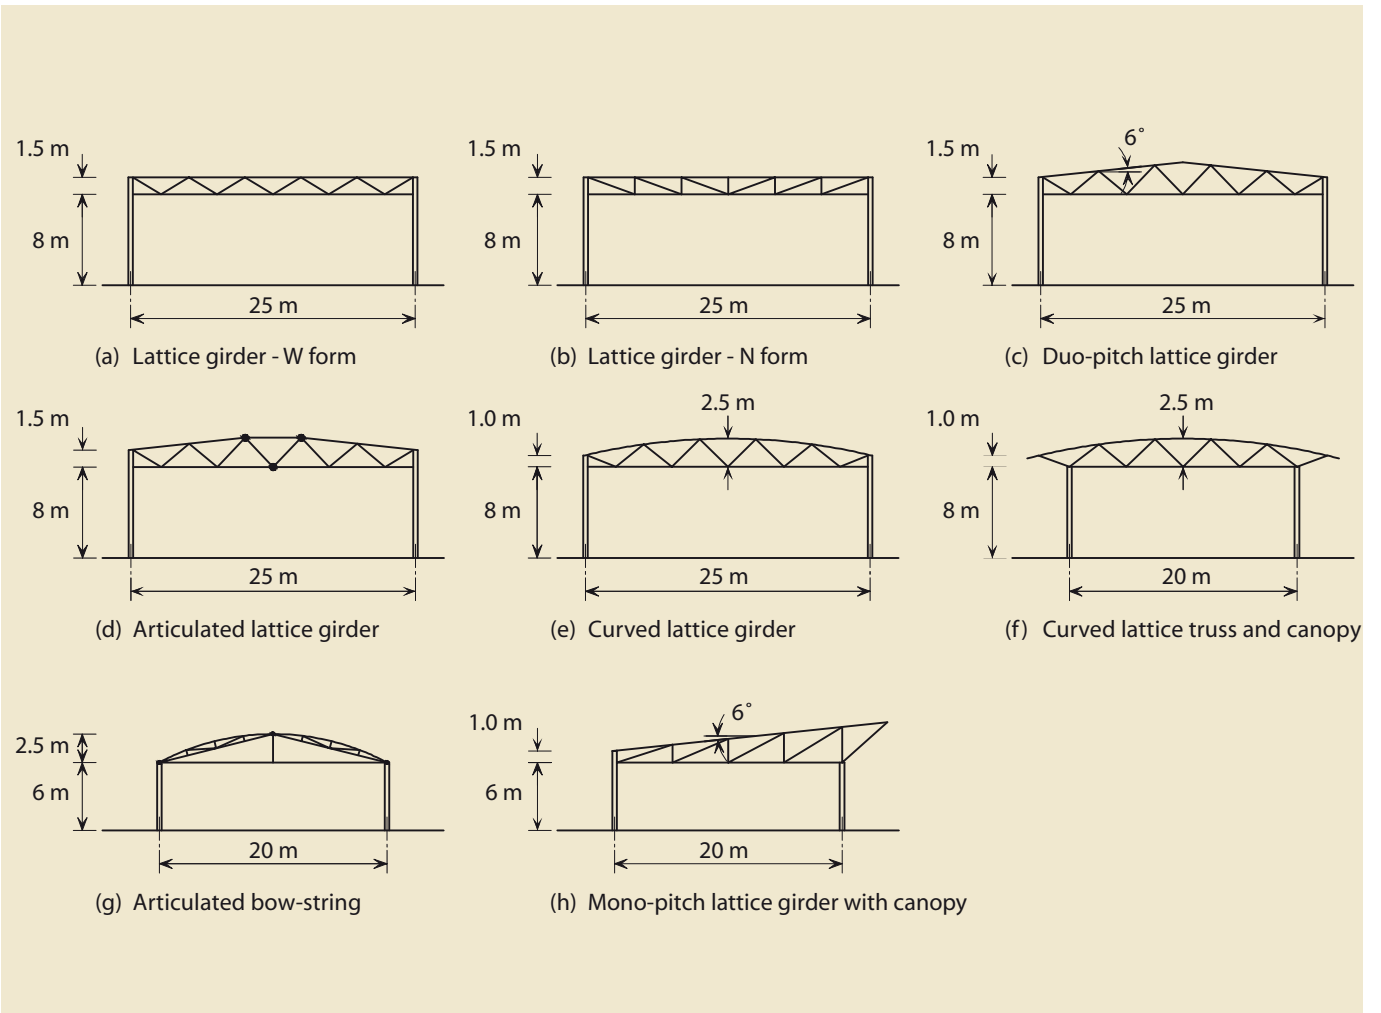 1.5 m
8 m
25 m
(a) Lattice girder - W form
1.5 m
8 m
25 m
(b) Lattice girder - N form
6°
1.5 m
8 m
25 m
(c) Duo-pitch lattice girder
1.5 m
8 m
25 m
(d) Articulated lattice girder
2.5 m
1.0 m
8 m
25 m
(e) Curved lattice girder
2.5 m
1.0 m
8 m
20 m
(f) Curved lattice truss and canopy
2.5 m
6 m
20 m
(g) Articulated bow-string
6°
1.0 m
6 m
20 m
(h) Mono-pitch lattice girder with canopy